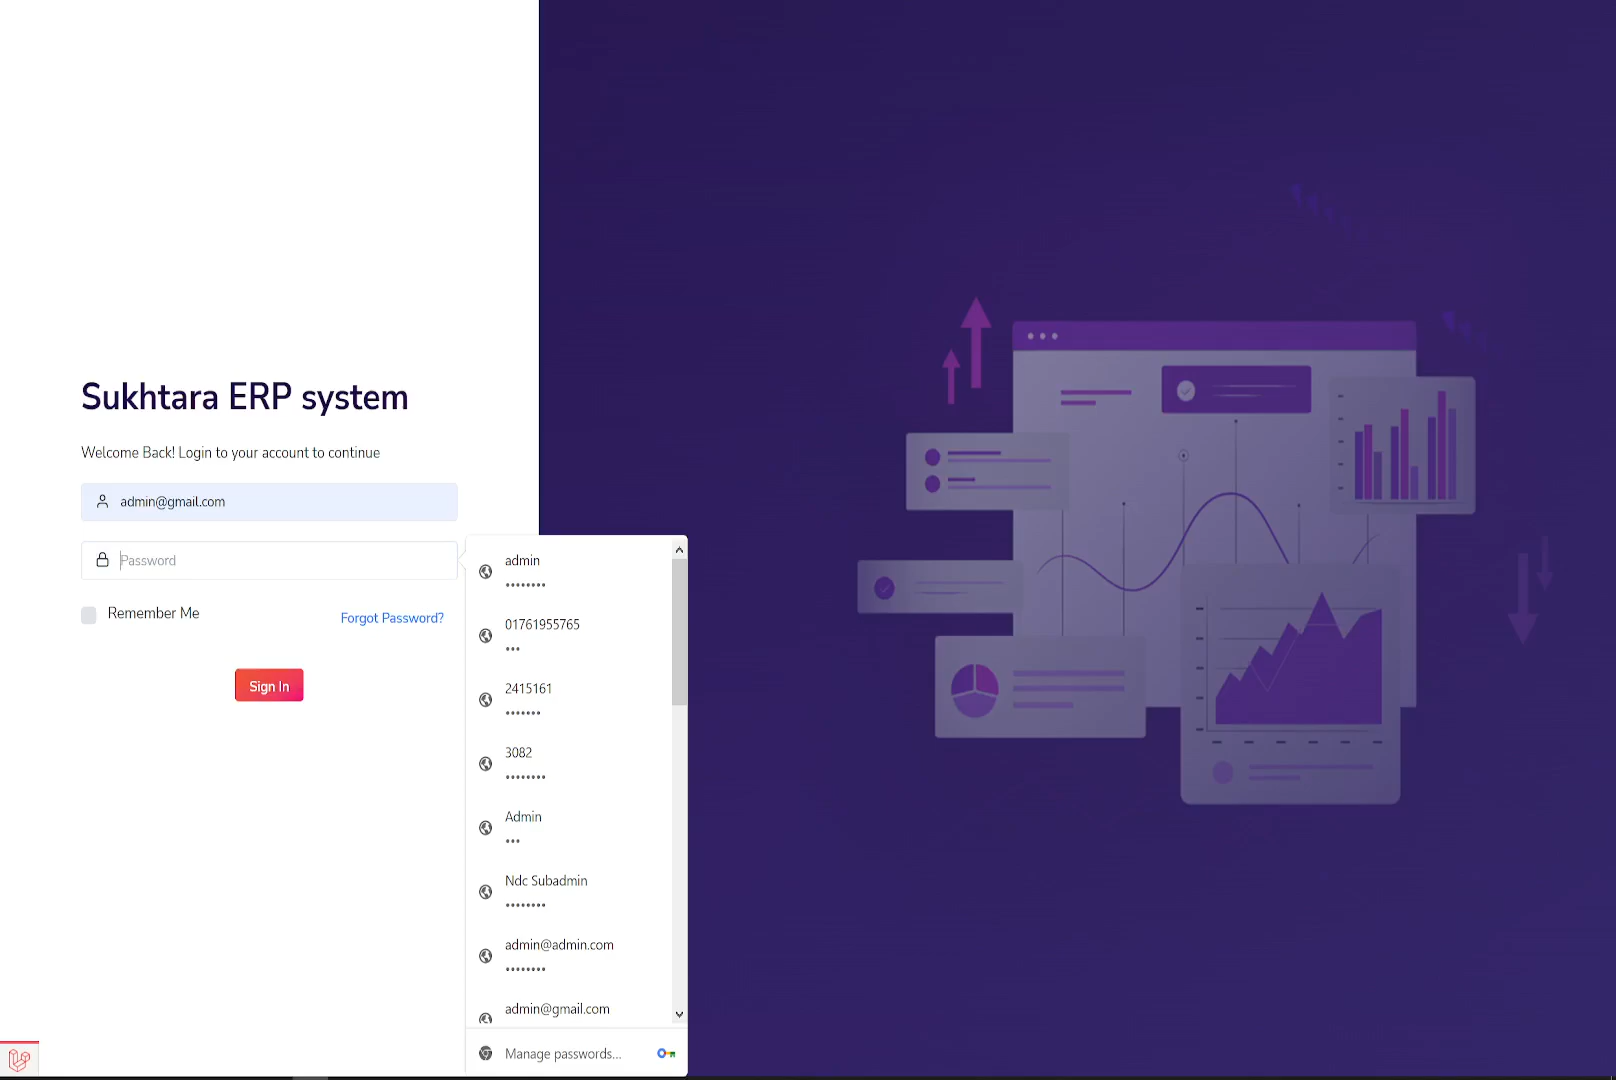 Sukhtara ERP system
Welcome Back! Login to your account to continue
admin@gmail.com
Password
Remember Me
Forgot Password?
Sign In
admin
••••••••
01761955765
•••
2415161
•••••••
3082
••••••••
Admin
•••
Ndc Subadmin
••••••••
admin@admin.com
••••••••
admin@gmail.com
Manage passwords...